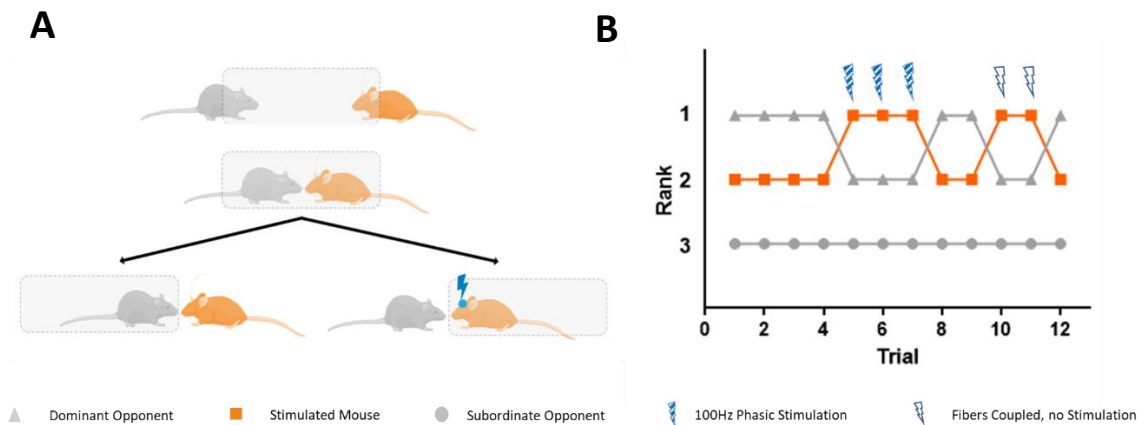 A
B
1
2
3
Rank
0 2 4 6 8 10 12
Trial
Dominant Opponent Stimulated Mouse Subordinate Opponent 100Hz Phasic Stimulation Fibers Coupled, no Stimulation